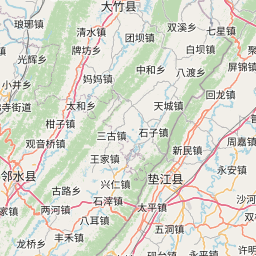 大竹县
琅琊镇
清水镇
团坝镇
双溪乡
七星镇
光辉乡
牌坊乡
白坝镇
屏锦镇
妈妈镇
中和乡
八渡乡
小井乡
回龙镇
寺街道
太和乡
天城镇
柑子镇
三古镇
石子镇
周嘉镇
观音桥镇
王家镇
新民镇
永安镇
邻水县
古路乡
兴仁镇
垫江县
石滓镇
太平镇
沙河
家镇
两河镇
八耳镇
五洞镇
丰禾镇
龙桥乡
砚台镇
许明